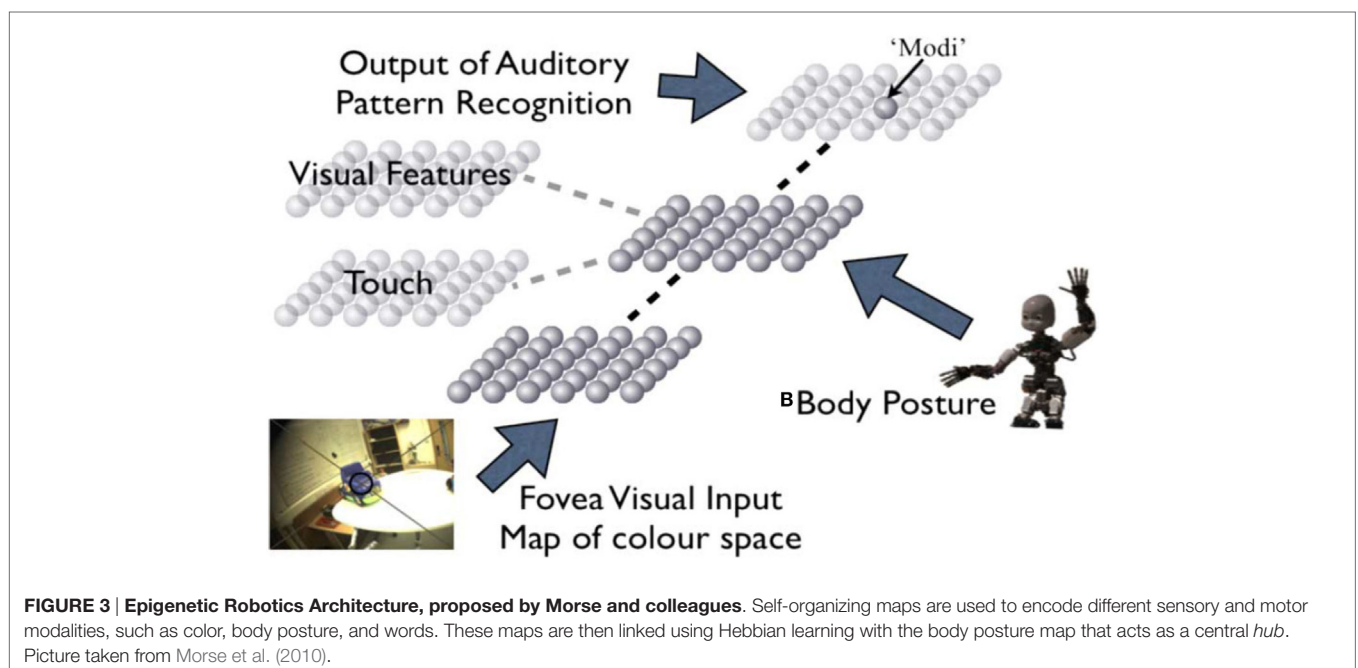 ‘Modi’
Output of Auditory
Pattern Recognition
Visual Features
Touch
B Body Posture
Fovea Visual Input
Map of colour space
FIGURE 3 | Epigenetic Robotics Architecture, proposed by Morse and colleagues. Self-organizing maps are used to encode different sensory and motor
modalities, such as color, body posture, and words. These maps are then linked using Hebbian learning with the body posture map that acts as a central hub.
Picture taken from Morse et al. (2010).